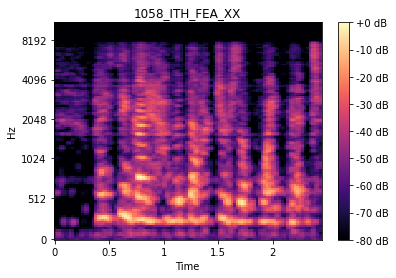 1058_ITH_FEA_XX
Hz
8192
4096
2048
1024
512
0
0
0.5
1
1.5
2
Time
+0 dB
-10 dB
-20 dB
-30 dB
-40 dB
-50 dB
-60 dB
-70 dB
-80 dB